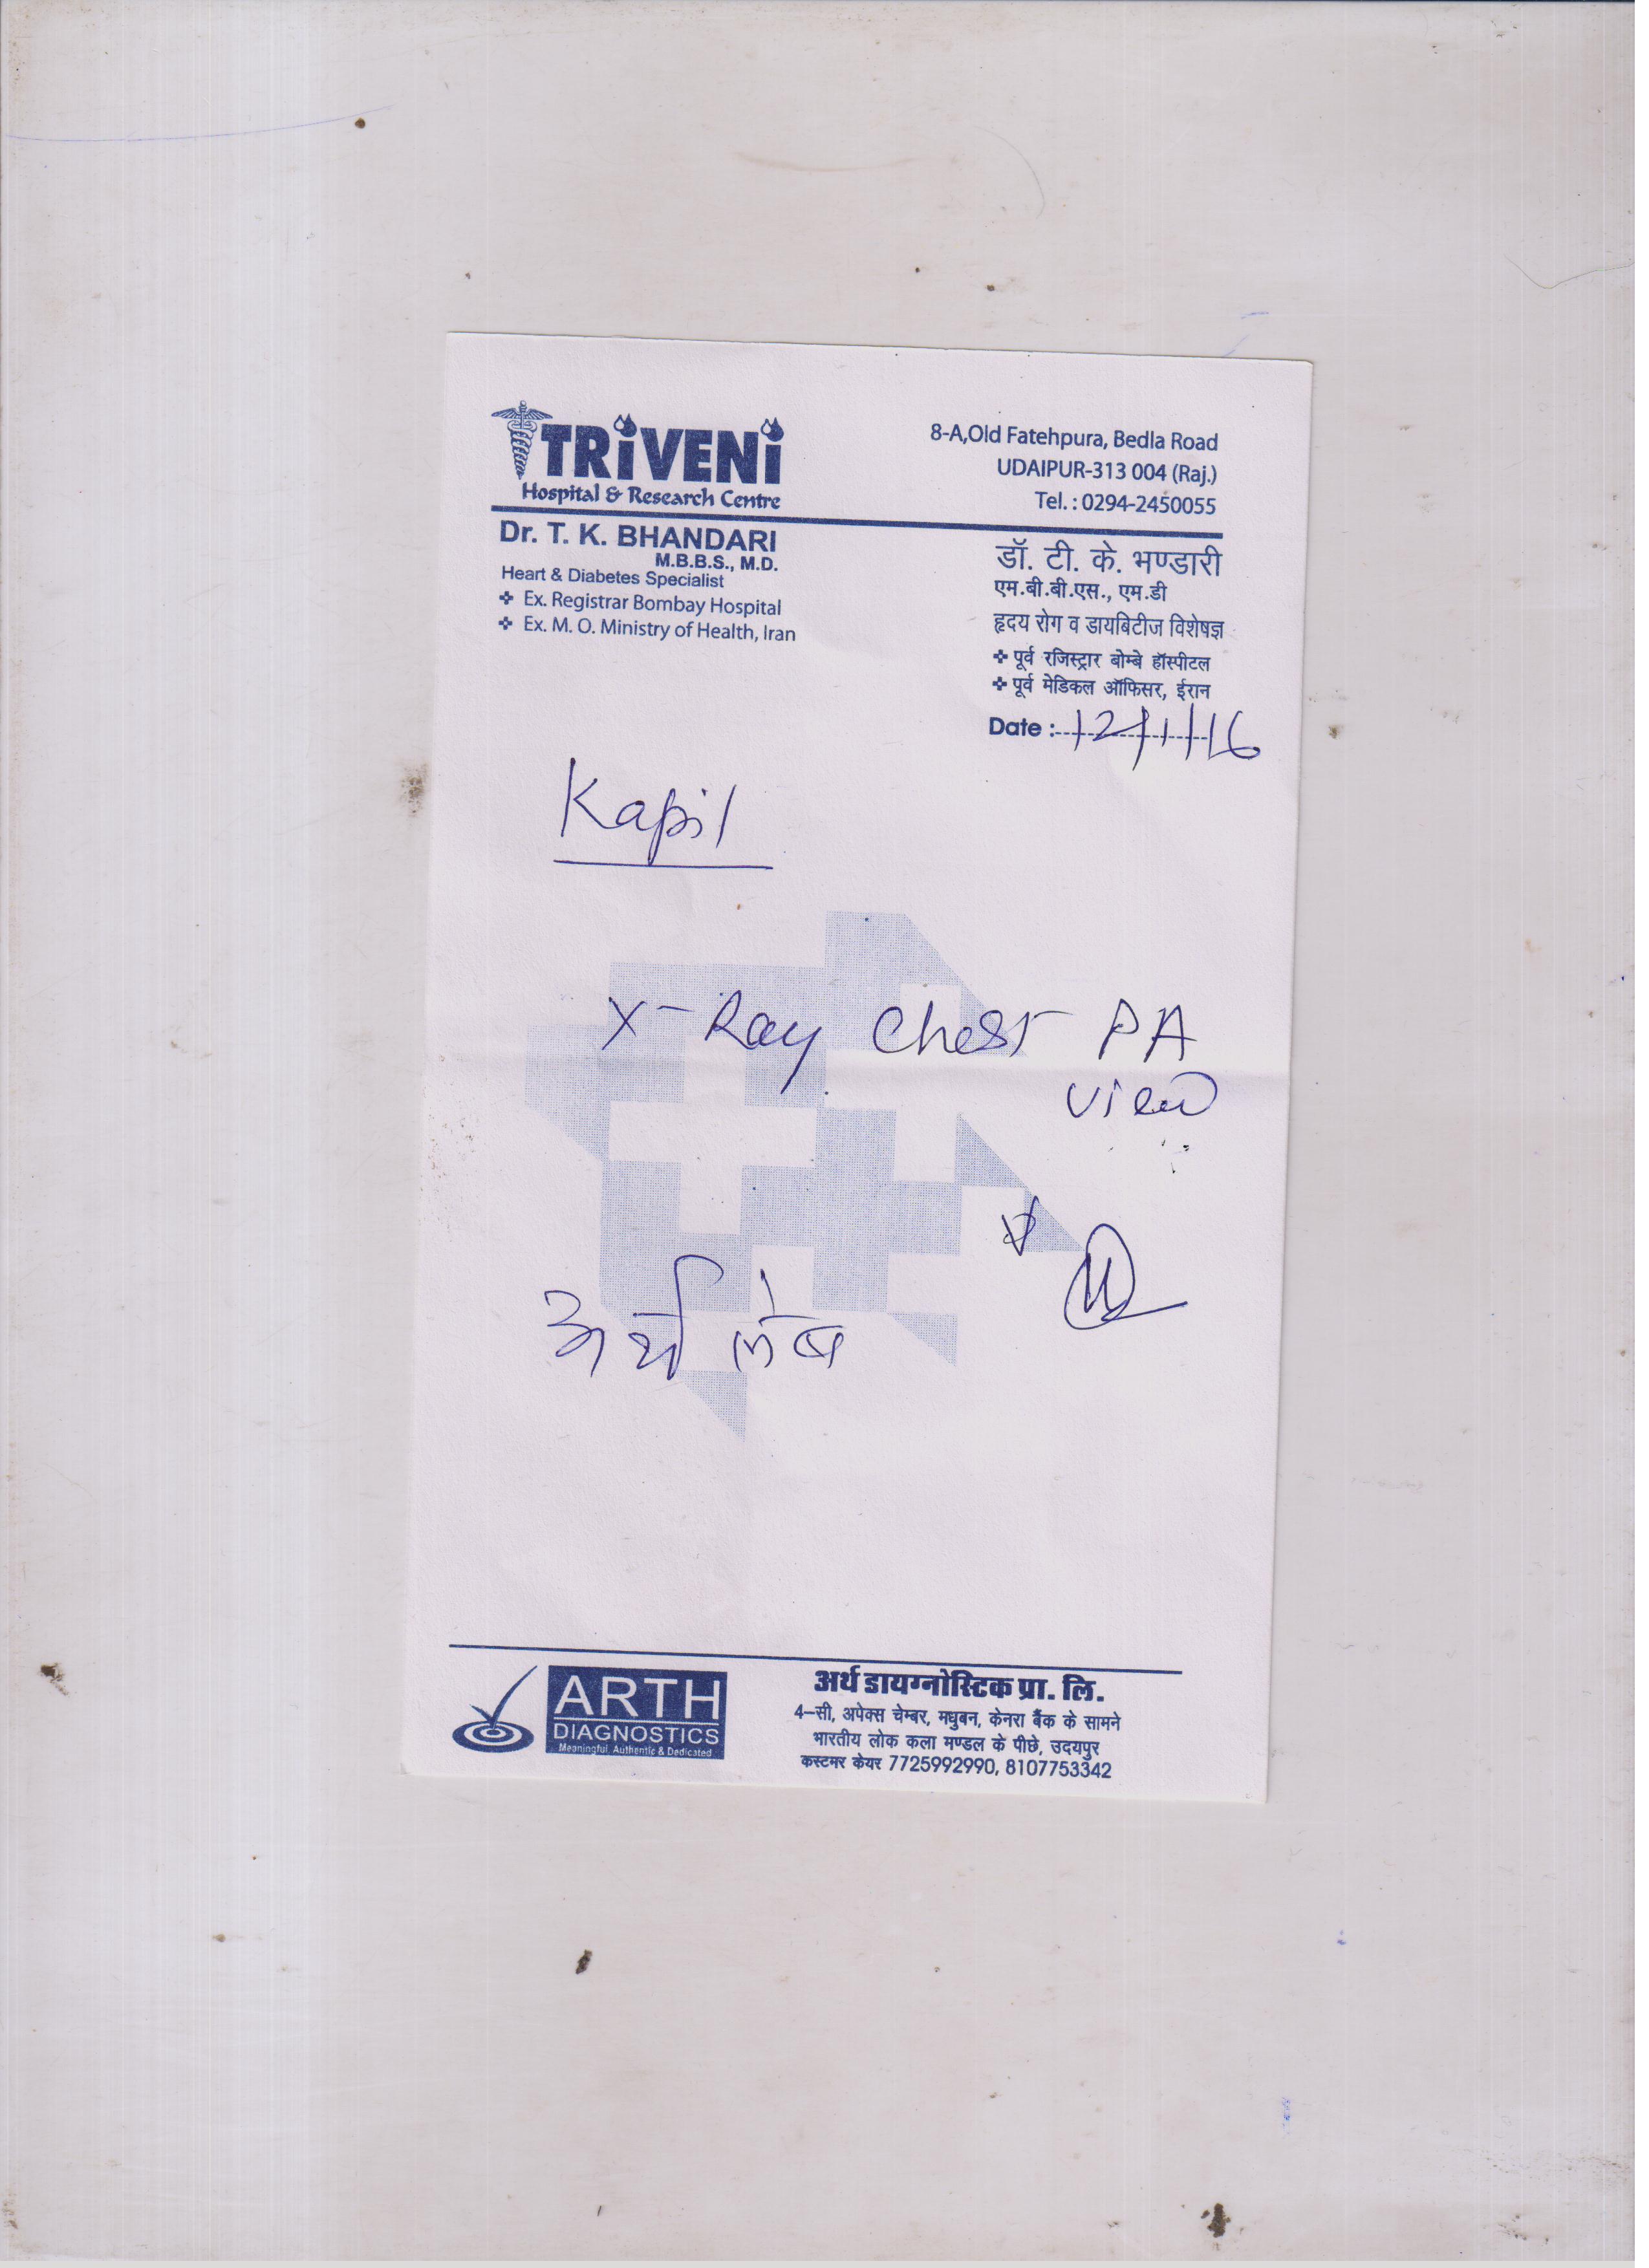 TRiVENi
Hospital & Research Centre
8-A,Old Fatehpura, Bedla Road
UDAIPUR-313 004 (Raj.)
Tel. : 0294-2450055
Dr. T. K. BHANDARI
M.B.B.S., M.D.
Heart & Diabetes Specialist
❖ Ex. Registrar Bombay Hospital
❖ Ex. M. O. Ministry of Health, Iran
डॉ. टी. के. भण्डारी
एम.बी.बी.एस., एम.डी
हृदय रोग व डायबिटीज विशेषज्ञ
❖ पूर्व रजिस्ट्रार बोम्बे हॉस्पीटल
❖ पूर्व मेडिकल ऑफिसर, ईरान
Date : 12/1/16
Kapil
X-Ray Chest PA
view
अर्थ लेब
ARTH
DIAGNOSTICS
Meaningful, Authentic & Dedicated
अर्थ डायग्नोस्टिक प्रा. लि.
4-सी, अपेक्स चेम्बर, मधुबन, केनरा बैंक के सामने
भारतीय लोक कला मण्डल के पीछे, उदयपुर
कस्टमर केयर 7725992990, 8107753342